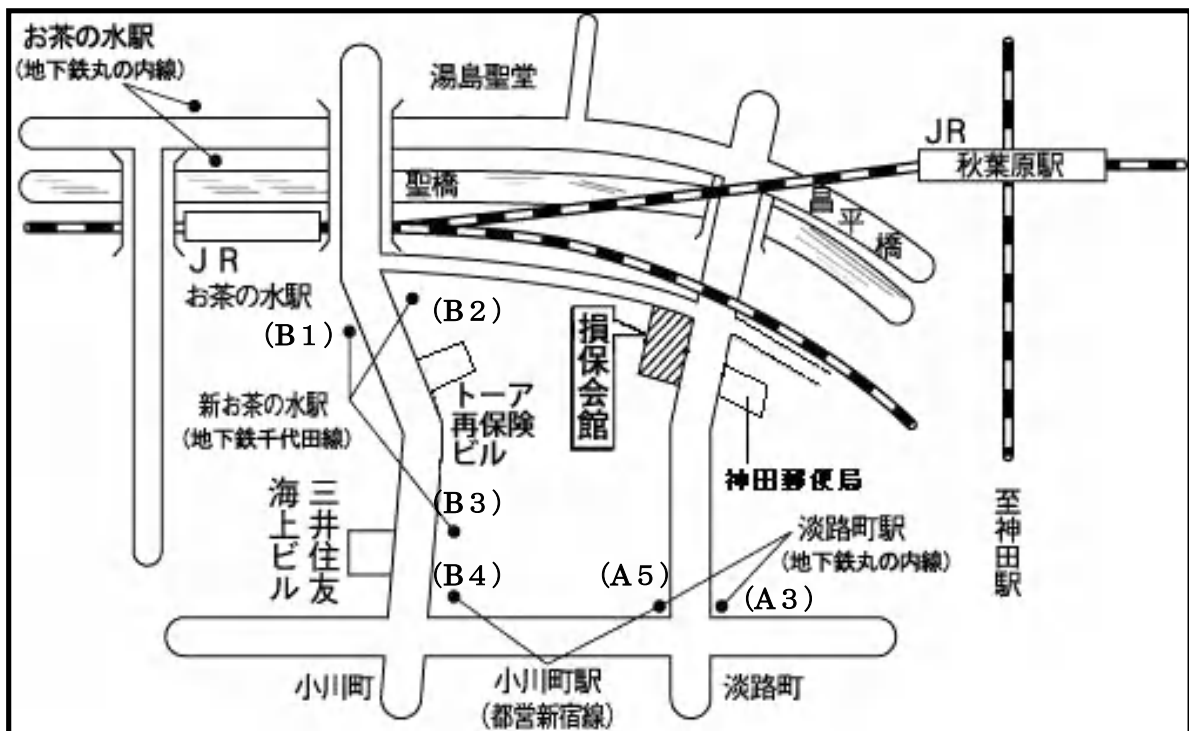 お茶の水駅
(地下鉄丸の内線)
湯島聖堂
JR
秋葉原駅
聖橋
昌平橋
JR
お茶の水駅
(B1)
(B2)
損保会館
新お茶の水駅
(地下鉄千代田線)
トーア
再保険
ビル
神田郵便局
三井住友
海上ビル
(B3)
淡路町駅
(地下鉄丸の内線)
至神田駅
(B4)
(A5)
(A3)
小川町
小川町駅
(都営新宿線)
淡路町